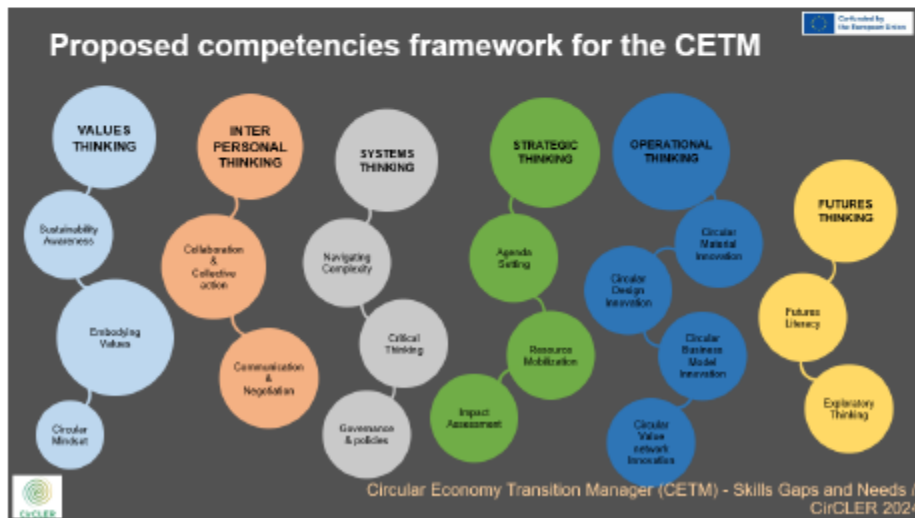 Co-funded by
the European Union
Proposed competencies framework for the CETM
VALUES
THINKING
Sustainability
Awareness
Embodying
Values
Circular
Mindset
INTER
PERSONAL
THINKING
Collaboration
&
Collective
action
Communication
&
Negotiation
SYSTEMS
THINKING
Navigating
Complexity
Critical
Thinking
Governance
& policies
STRATEGIC
THINKING
Agenda
Setting
Resource
Mobilization
Impact
Assessment
OPERATIONAL
THINKING
Circular
Material
Innovation
Circular
Design
Innovation
Circular
Business
Model
Innovation
Circular
Value
network
Innovation
FUTURES
THINKING
Futures
Literacy
Exploratory
Thinking
CirCLER
Circular Economy Transition Manager (CETM) - Skills Gaps and Needs /
CirCLER 2024